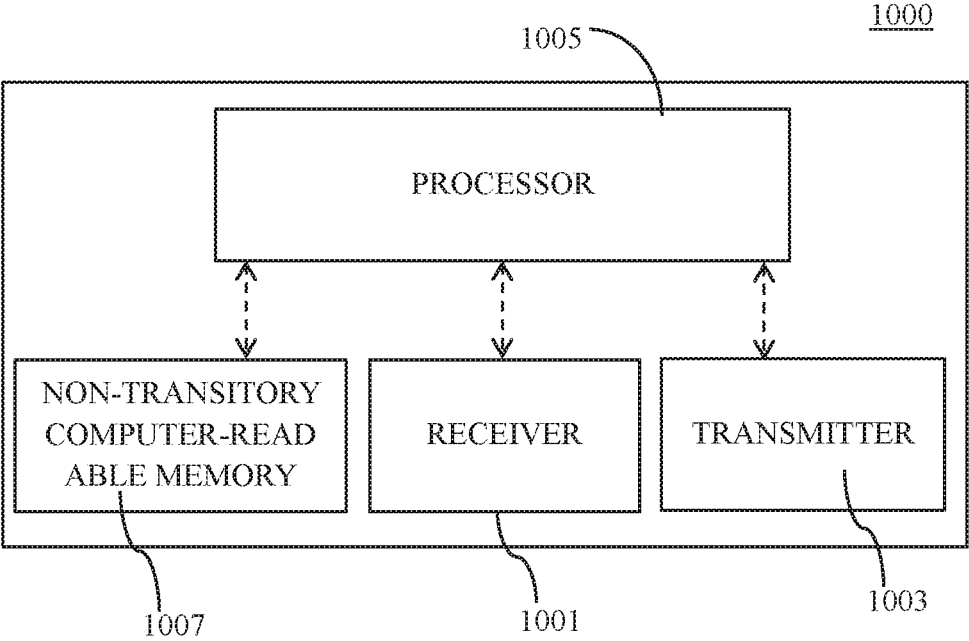 1000
1005
PROCESSOR
NON-TRANSITORY
COMPUTER-READ
ABLE MEMORY
RECEIVER
TRANSMITTER
1007
1001
1003